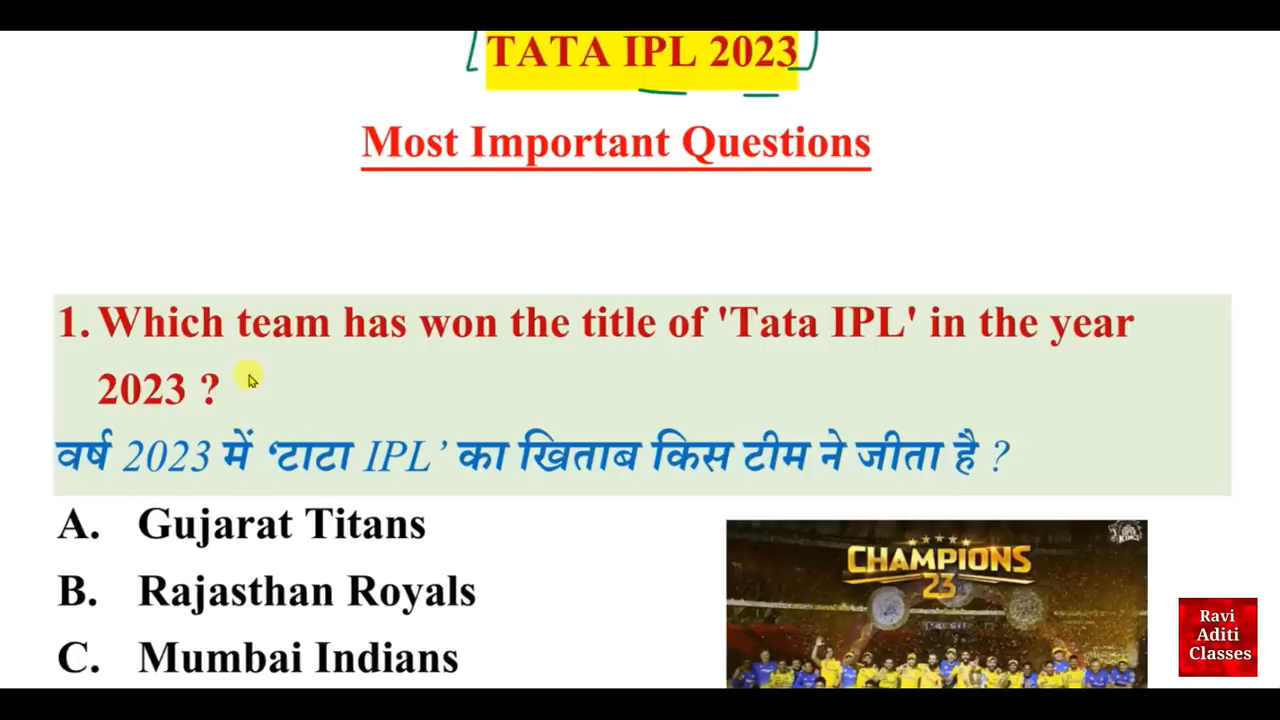 TATA IPL 2023
Most Important Questions
1. Which team has won the title of 'Tata IPL' in the year
2023 ?
वर्ष 2023 में ‘टाटा IPL’ का खिताब किस टीम ने जीता है ?
A. Gujarat Titans
B. Rajasthan Royals
C. Mumbai Indians
CHAMPIONS
23
Ravi
Aditi
Classes